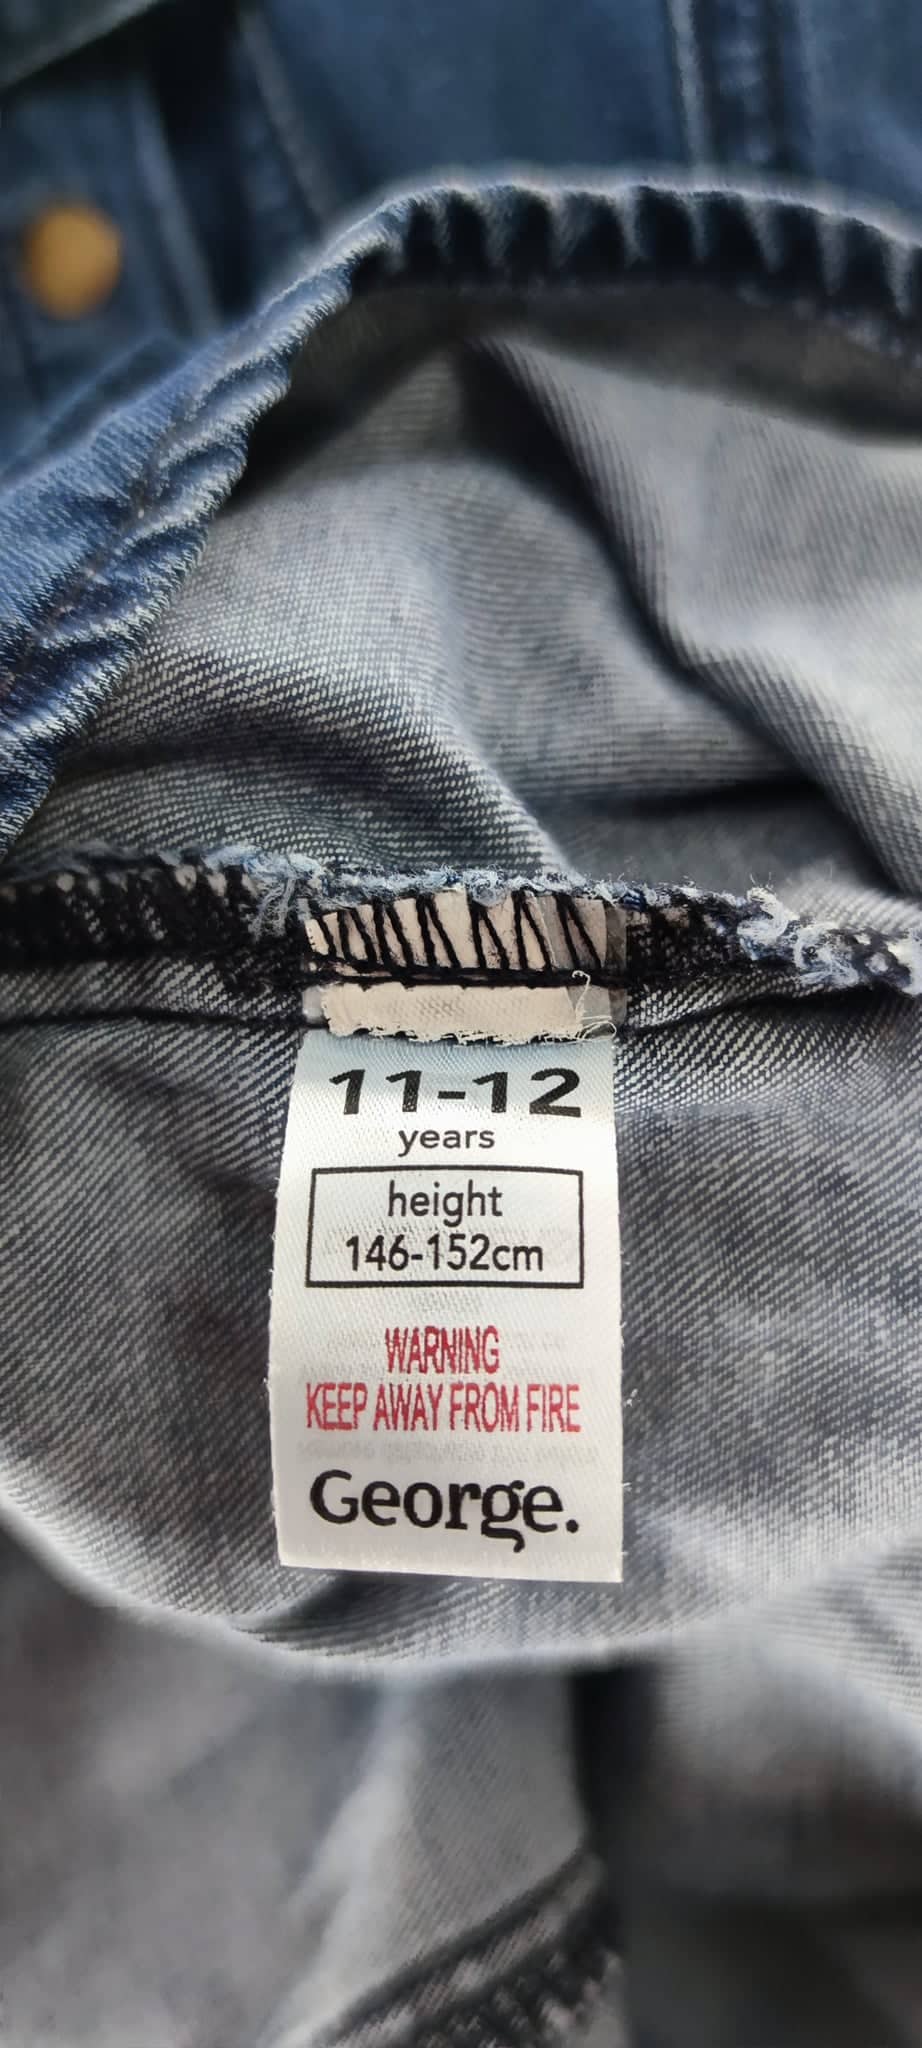 11-12
years
height
146-152cm
WARNING
KEEP AWAY FROM FIRE
George.